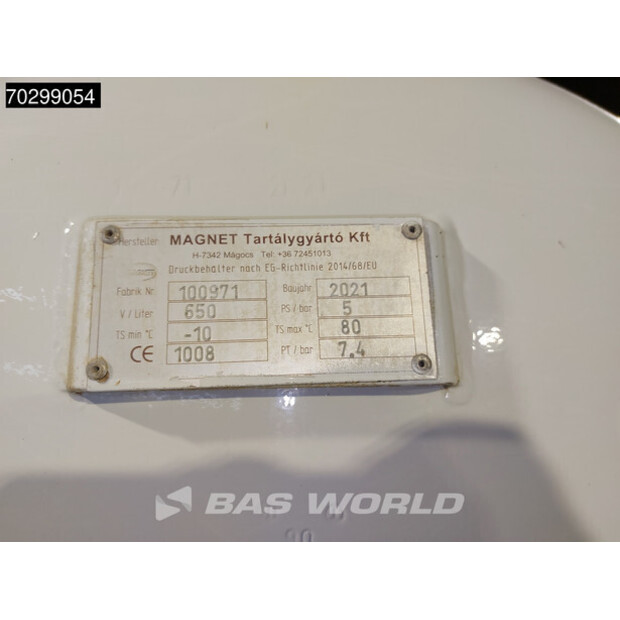 70299054
Hersteller MAGNET Tartálygyártó Kft
H-7342 Mágocs Tel: +36 72451013
Druckbehälter nach EG-Richtlinie 2014/68/EU
Fabrik Nr. 100971 Baujahr 2021
V / Liter 650 PS / bar 5
TS min °C -10 TS max °C 80
CE 1008 PT / bar 7.4
BAS WORLD